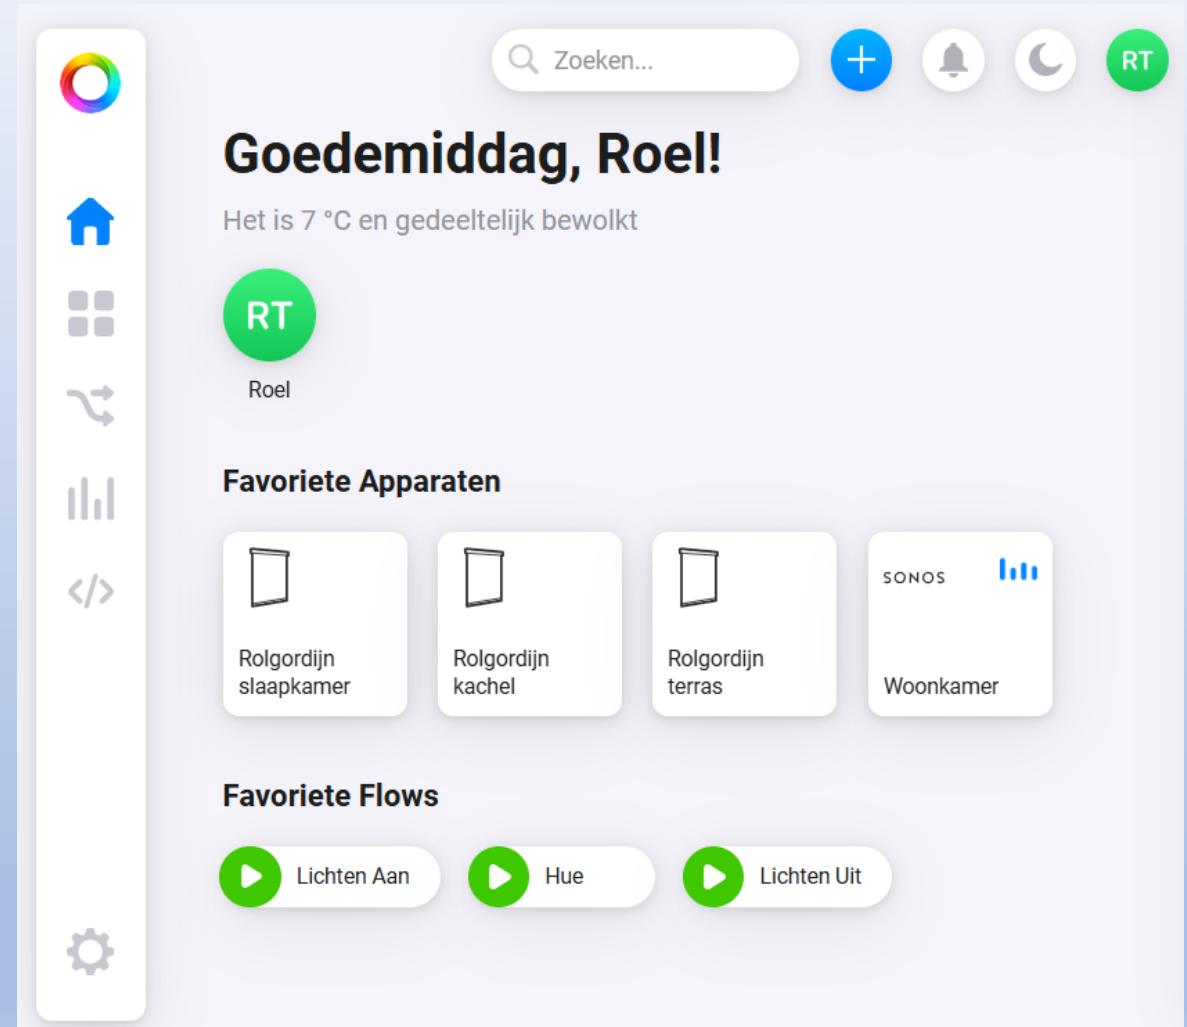 Zoeken...
RT
Goedemiddag, Roel!
Het is 7 °C en gedeeltelijk bewolkt
RT
Roel
Favoriete Apparaten
Rolgordijn
slaapkamer
Rolgordijn
kachel
Rolgordijn
terras
SONOS
Woonkamer
Favoriete Flows
Lichten Aan
Hue
Lichten Uit